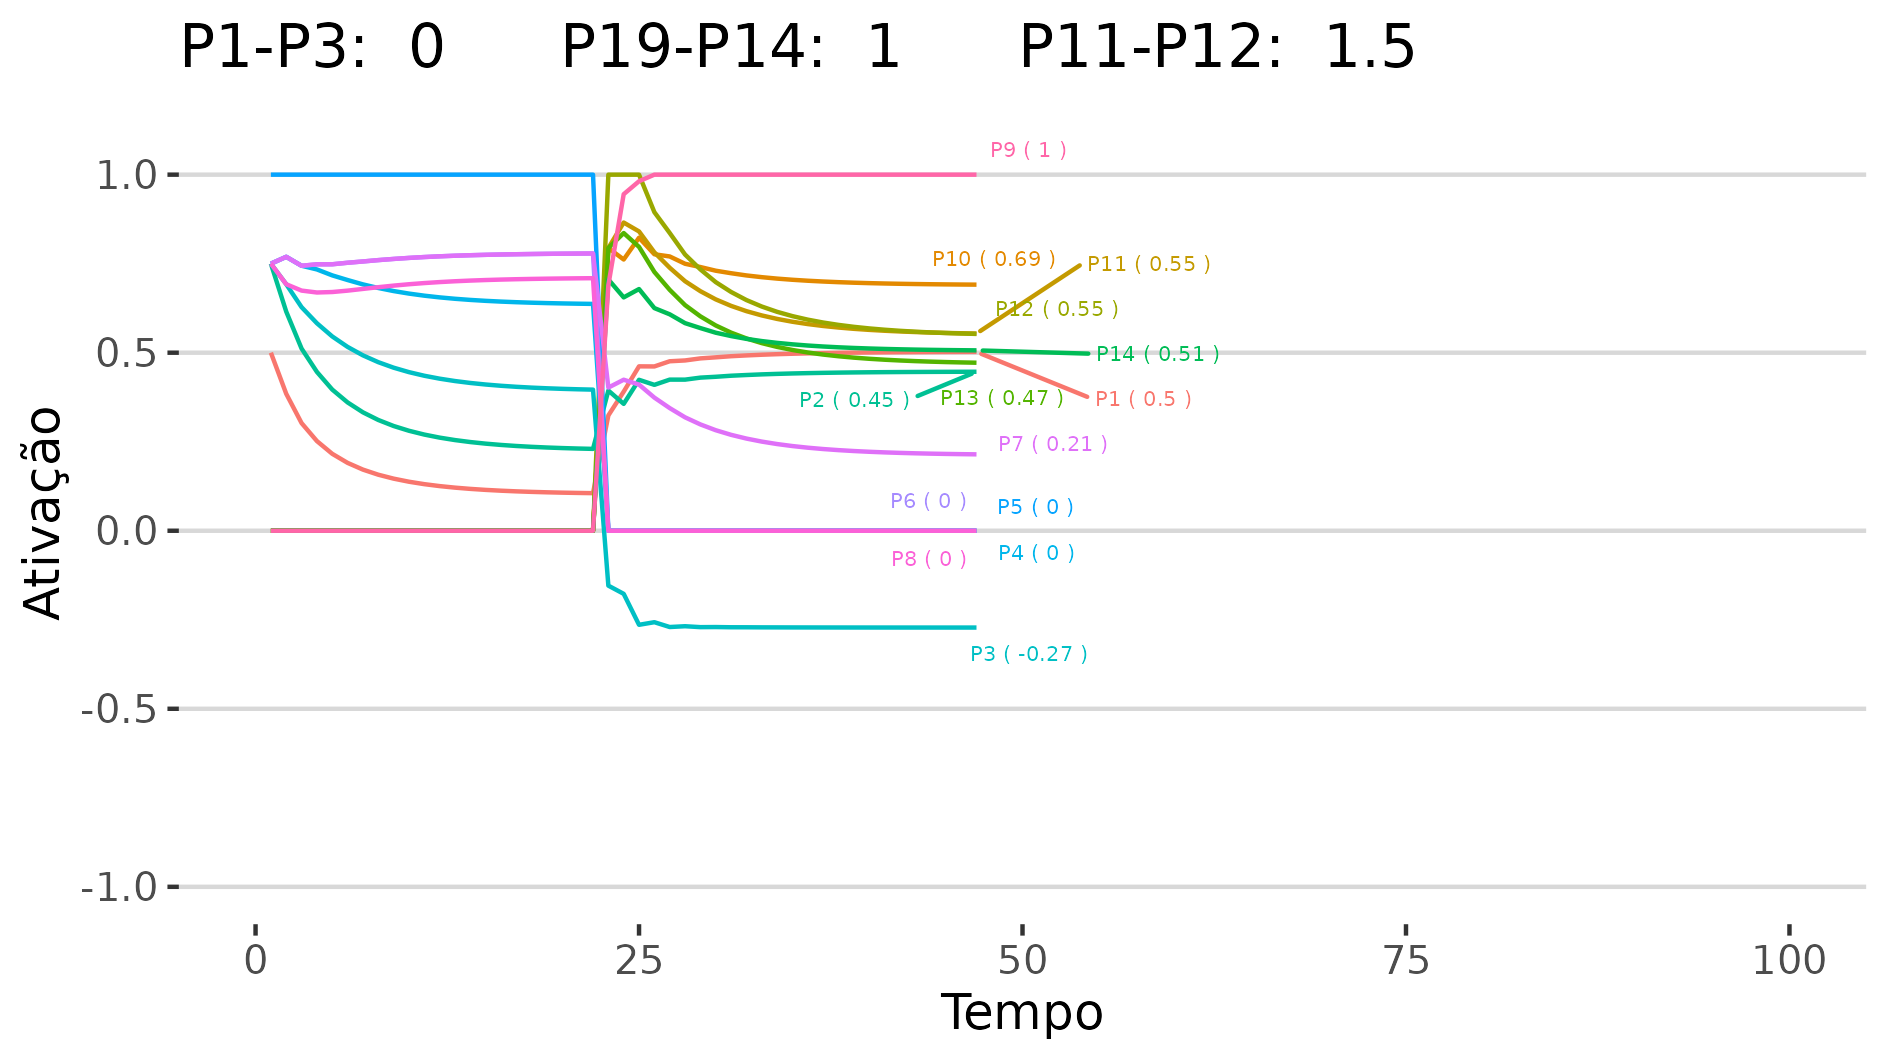 P1-P3: 0 P19-P14: 1 P11-P12: 1.5
P9 ( 1 )
1.0
P10 ( 0.69 )
P11 ( 0.55 )
P12 ( 0.55 )
0.5
P14 ( 0.51 )
P2 ( 0.45 )
P13 ( 0.47 )
P1 ( 0.5 )
P7 ( 0.21 )
P6 ( 0 )
P5 ( 0 )
0.0
P8 ( 0 )
P4 ( 0 )
P3 ( -0.27 )
-0.5
-1.0
Ativação
0 25 50 75 100
Tempo